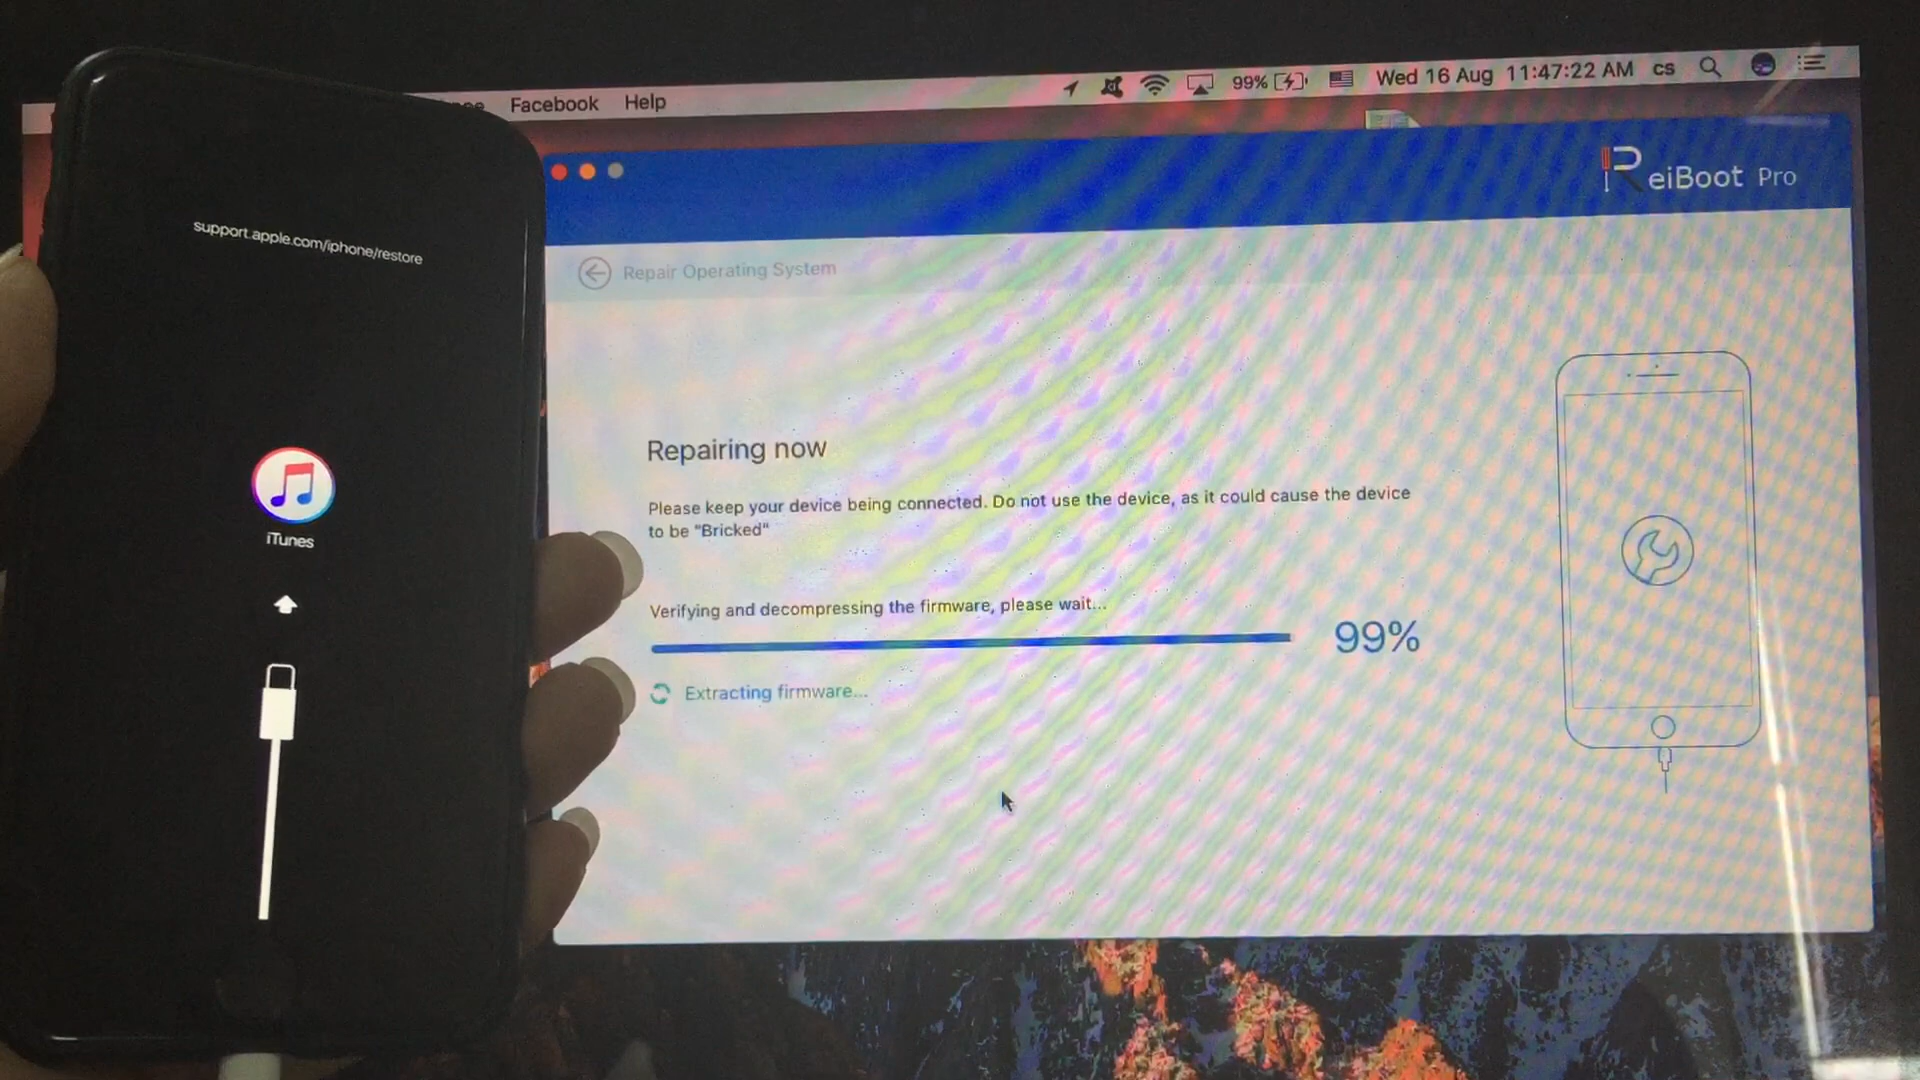 Facebook Help
99% Wed 16 Aug 11:47:22 AM cs
ReiBoot Pro
support.apple.com/iphone/restore
Repair Operating System
Repairing now
Please keep your device being connected. Do not use the device, as it could cause the device
to be "Bricked"
iTunes
Verifying and decompressing the firmware, please wait...
99%
Extracting firmware...